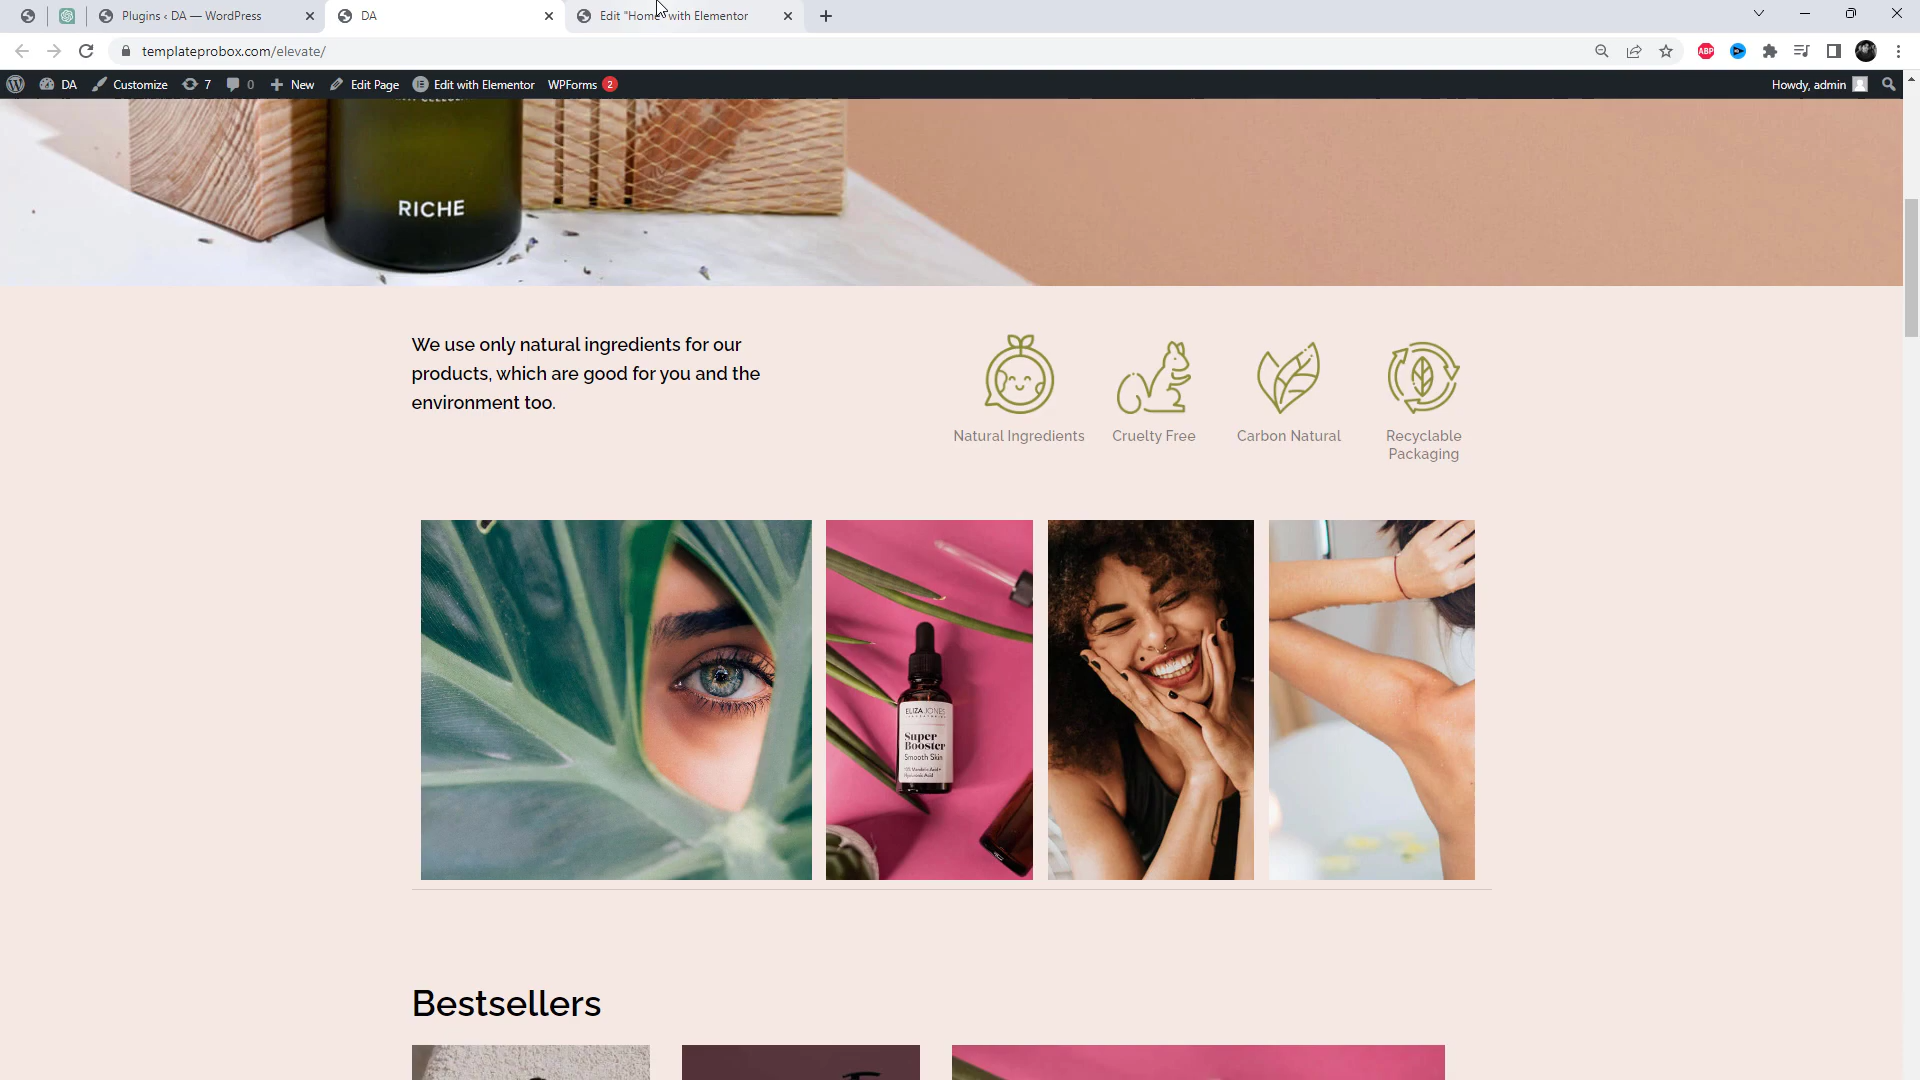 Plugins ‹ DA — WordPress
DA
Edit "Home" with Elementor
templateprobox.com/elevate/
ABP
DA
Customize
7
0
New
Edit Page
Edit with Elementor
WPForms 2
Howdy, admin
RICHE
We use only natural ingredients for our
products, which are good for you and the
environment too.
Natural Ingredients
Cruelty Free
Carbon Natural
Recyclable
Packaging
ELIZA JONES
Super
Booster
Smooth Skin
Bestsellers